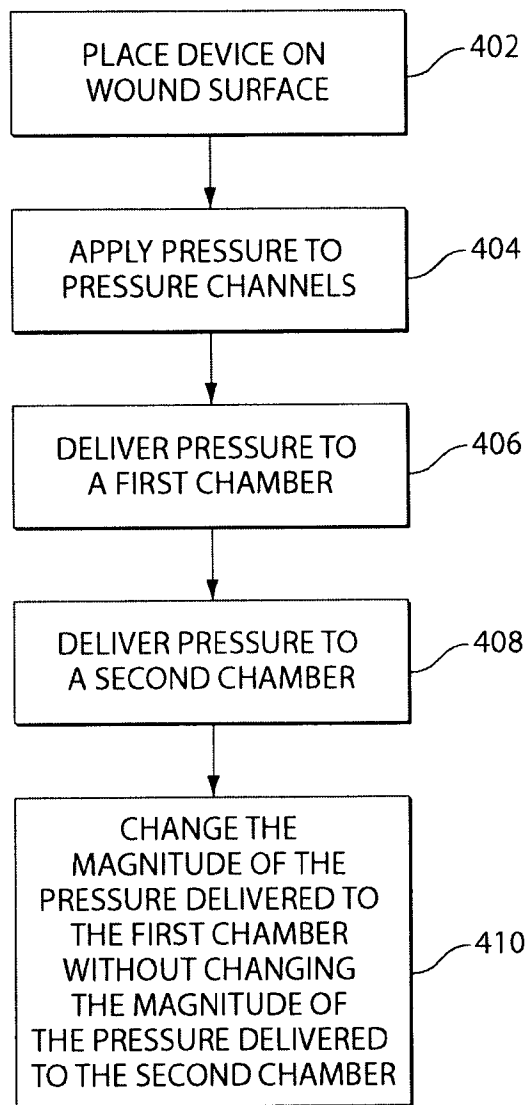 PLACE DEVICE ON
WOUND SURFACE
402
APPLY PRESSURE TO
PRESSURE CHANNELS
404
DELIVER PRESSURE TO
A FIRST CHAMBER
406
DELIVER PRESSURE TO
A SECOND CHAMBER
408
CHANGE THE
MAGNITUDE OF THE
PRESSURE DELIVERED TO
THE FIRST CHAMBER
WITHOUT CHANGING
THE MAGNITUDE OF
THE PRESSURE DELIVERED
TO THE SECOND CHAMBER
410